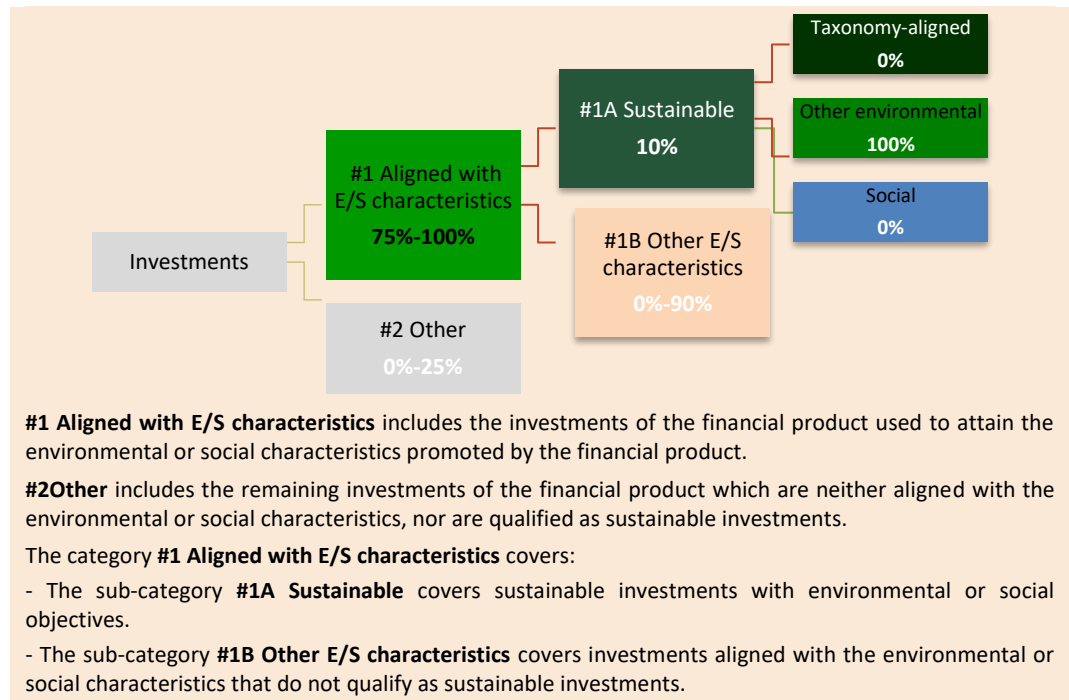 Taxonomy-aligned
0%
#1A Sustainable
10%
Other environmental
100%
#1 Aligned with
E/S characteristics
75%-100%
Social
0%
#1B Other E/S
characteristics
0%-90%
Investments
#2 Other
0%-25%
#1 Aligned with E/S characteristics includes the investments of the financial product used to attain the
environmental or social characteristics promoted by the financial product.
#2Other includes the remaining investments of the financial product which are neither aligned with the
environmental or social characteristics, nor are qualified as sustainable investments.
The category #1 Aligned with E/S characteristics covers:
- The sub-category #1A Sustainable covers sustainable investments with environmental or social
objectives.
- The sub-category #1B Other E/S characteristics covers investments aligned with the environmental or
social characteristics that do not qualify as sustainable investments.